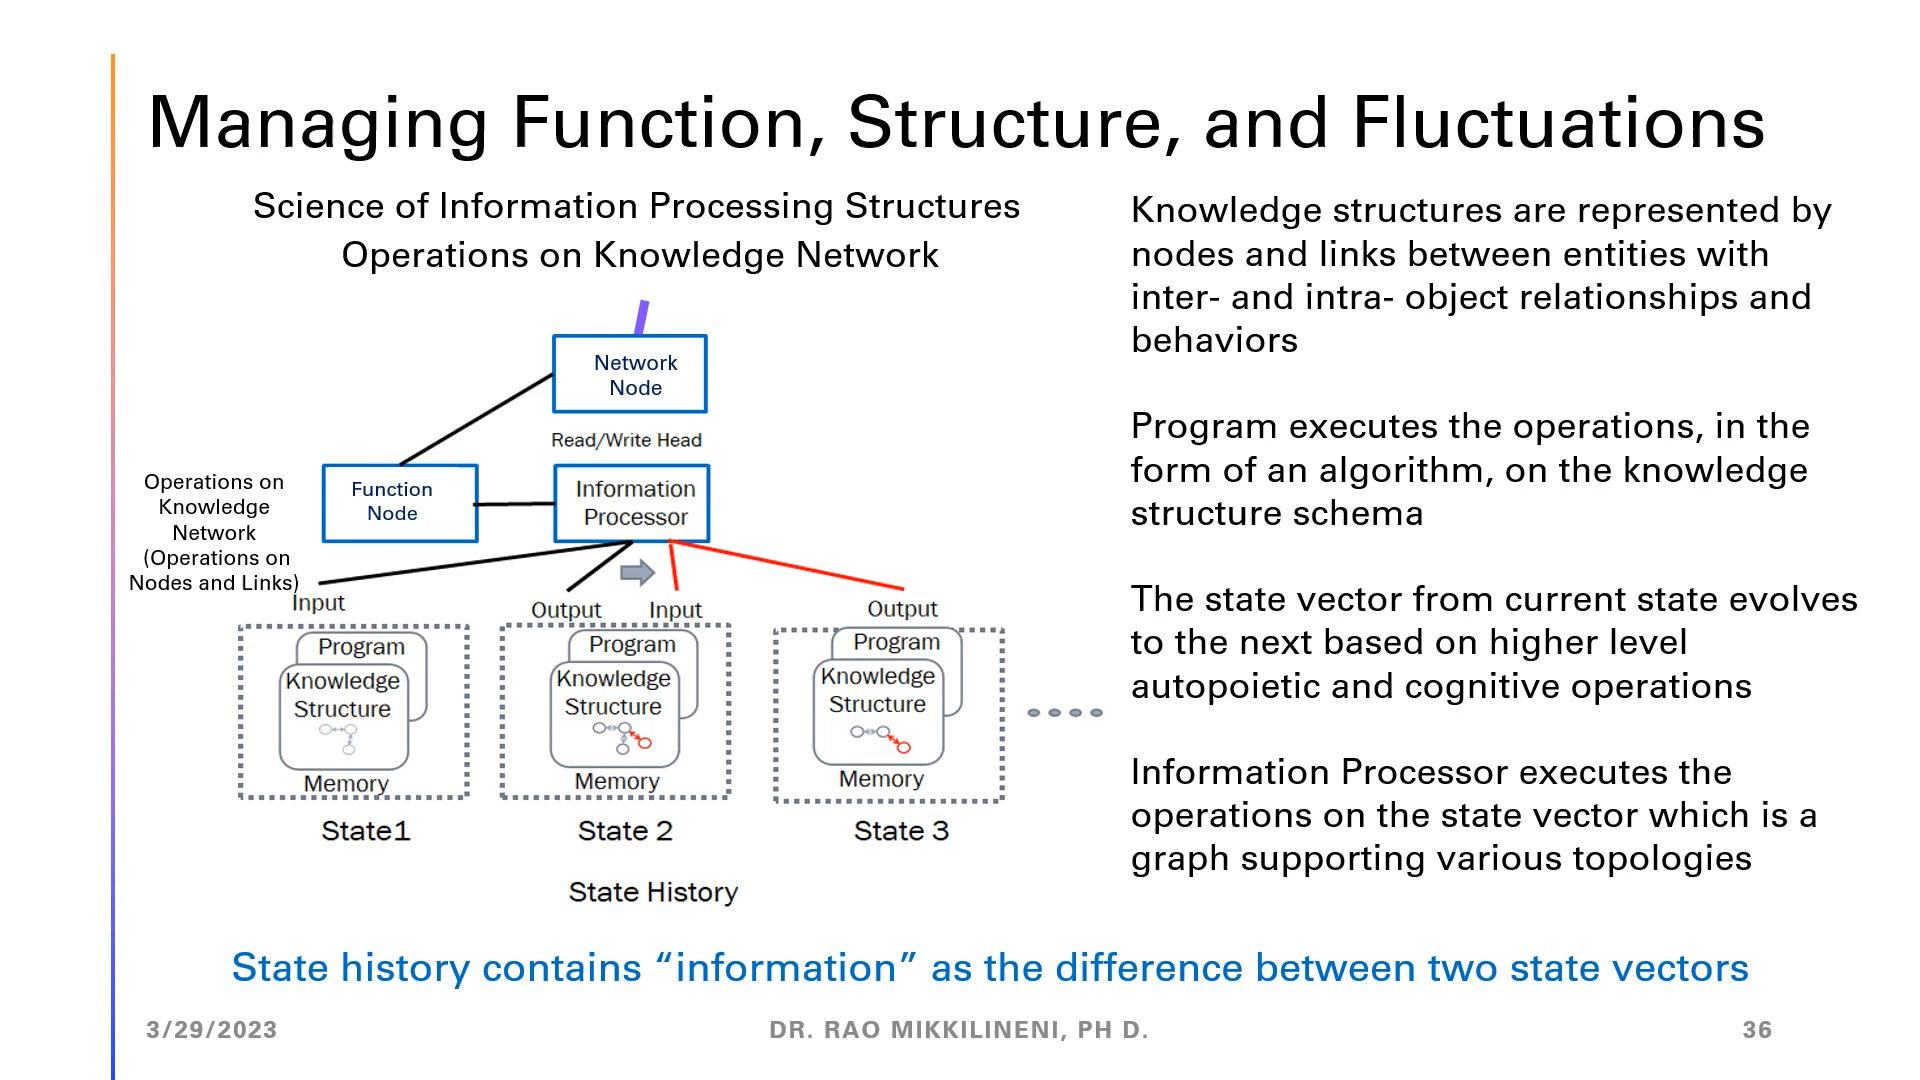 Managing Function, Structure, and Fluctuations
Science of Information Processing Structures
Operations on Knowledge Network
Network
Node
Read/Write Head
Operations on
Knowledge
Network
(Operations on
Nodes and Links)
Function
Node
Information
Processor
Input
Output
Input
Output
Program
Knowledge
Structure
Memory
State1
Program
Knowledge
Structure
Memory
State 2
Program
Knowledge
Structure
Memory
State 3
State History
Knowledge structures are represented by
nodes and links between entities with
inter- and intra- object relationships and
behaviors
Program executes the operations, in the
form of an algorithm, on the knowledge
structure schema
The state vector from current state evolves
to the next based on higher level
autopoietic and cognitive operations
Information Processor executes the
operations on the state vector which is a
graph supporting various topologies
State history contains “information” as the difference between two state vectors
3/29/2023
DR. RAO MIKKILINENI, PH D.
36